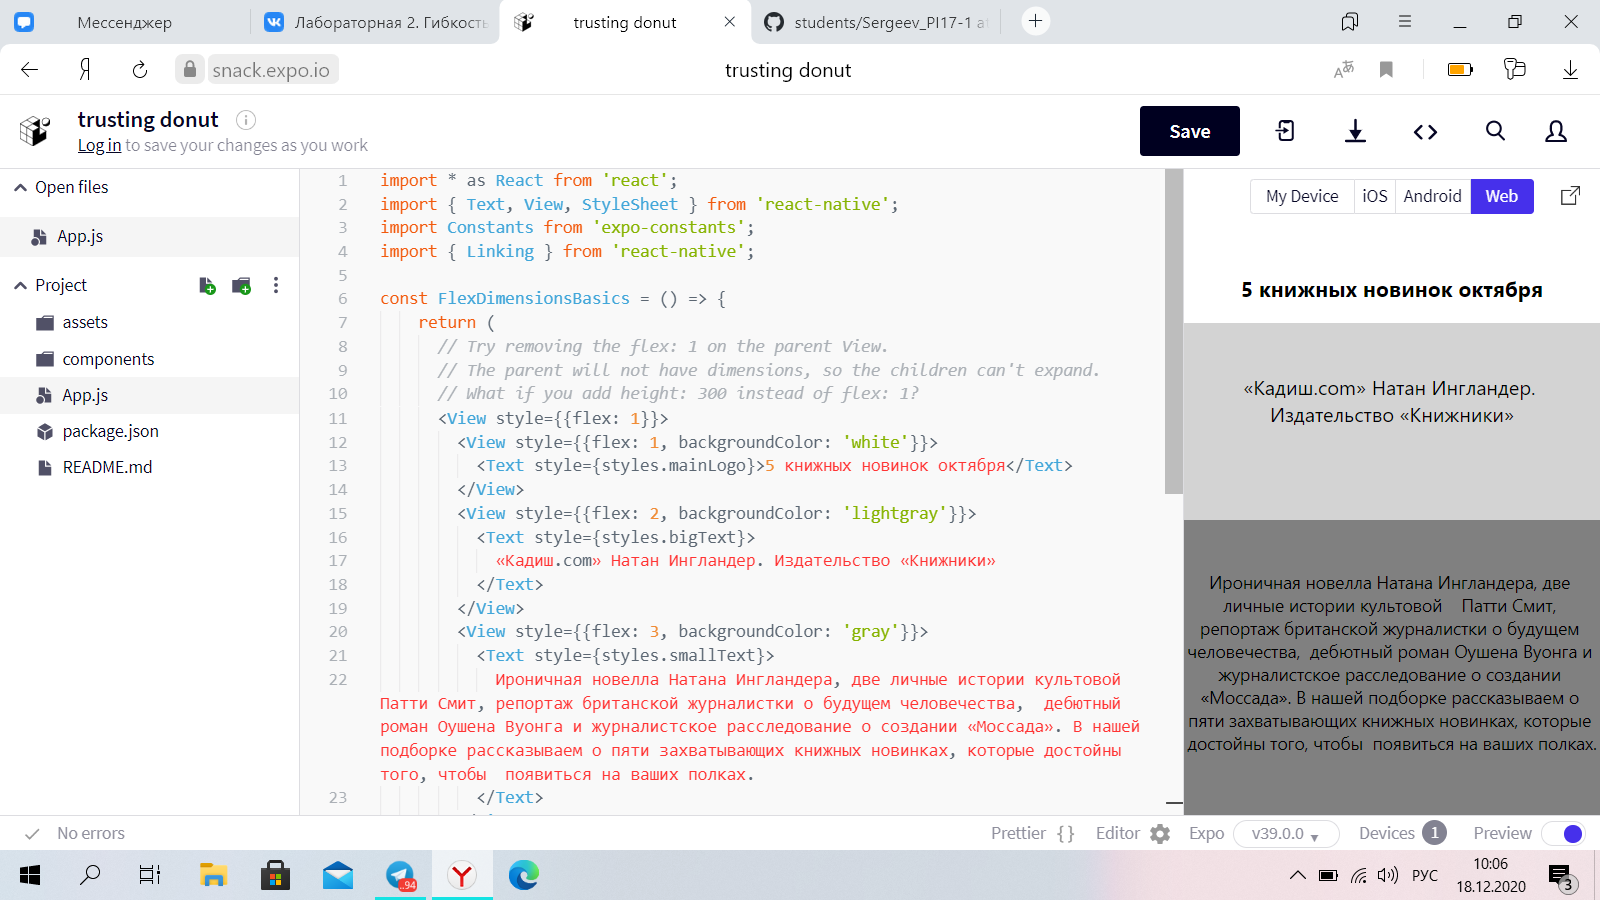 Мессенджер
Лабораторная 2. Гибкость
trusting donut
students/Sergeev_PI17-1 at
snack.expo.io
trusting donut
trusting donut
Log in to save your changes as you work
Save
Open files
App.js
Project
assets
components
App.js
package.json
README.md
1 import * as React from 'react';
2 import { Text, View, StyleSheet } from 'react-native';
3 import Constants from 'expo-constants';
4 import { Linking } from 'react-native';
5
6 const FlexDimensionsBasics = () => {
7 return (
8 // Try removing the flex: 1 on the parent View.
9 // The parent will not have dimensions, so the children can't expand.
10 // What if you add height: 300 instead of flex: 1?
11 <View style={{flex: 1}}>
12 <View style={{flex: 1, backgroundColor: 'white'}}>
13 <Text style={styles.mainLogo}>5 книжных новинок октября</Text>
14 </View>
15 <View style={{flex: 2, backgroundColor: 'lightgray'}}>
16 <Text style={styles.bigText}>
17 «Кадиш.com» Натан Ингландер. Издательство «Книжники»
18 </Text>
19 </View>
20 <View style={{flex: 3, backgroundColor: 'gray'}}>
21 <Text style={styles.smallText}>
22 Ироничная новелла Натана Ингландера, две личные истории культовой
Патти Смит, репортаж британской журналистки о будущем человечества,  дебютный
роман Оушена Вуонга и журналистское расследование о создании «Моссада». В нашей
подборке рассказываем о пяти захватывающих книжных новинках, которые достойны
того, чтобы  появиться на ваших полках.
23 </Text>
My Device
iOS
Android
Web
5 книжных новинок октября
«Кадиш.com» Натан Ингландер.
Издательство «Книжники»
Ироничная новелла Натана Ингландера, две
личные истории культовой    Патти Смит,
репортаж британской журналистки о будущем
человечества,  дебютный роман Оушена Вуонга и
журналистское расследование о создании
«Моссада». В нашей подборке рассказываем о
пяти захватывающих книжных новинках, которые
достойны того, чтобы  появиться на ваших полках.
No errors
Prettier { }
Editor
Expo
v39.0.0
Devices 1
Preview
..94
РУС
10:06
18.12.2020
3